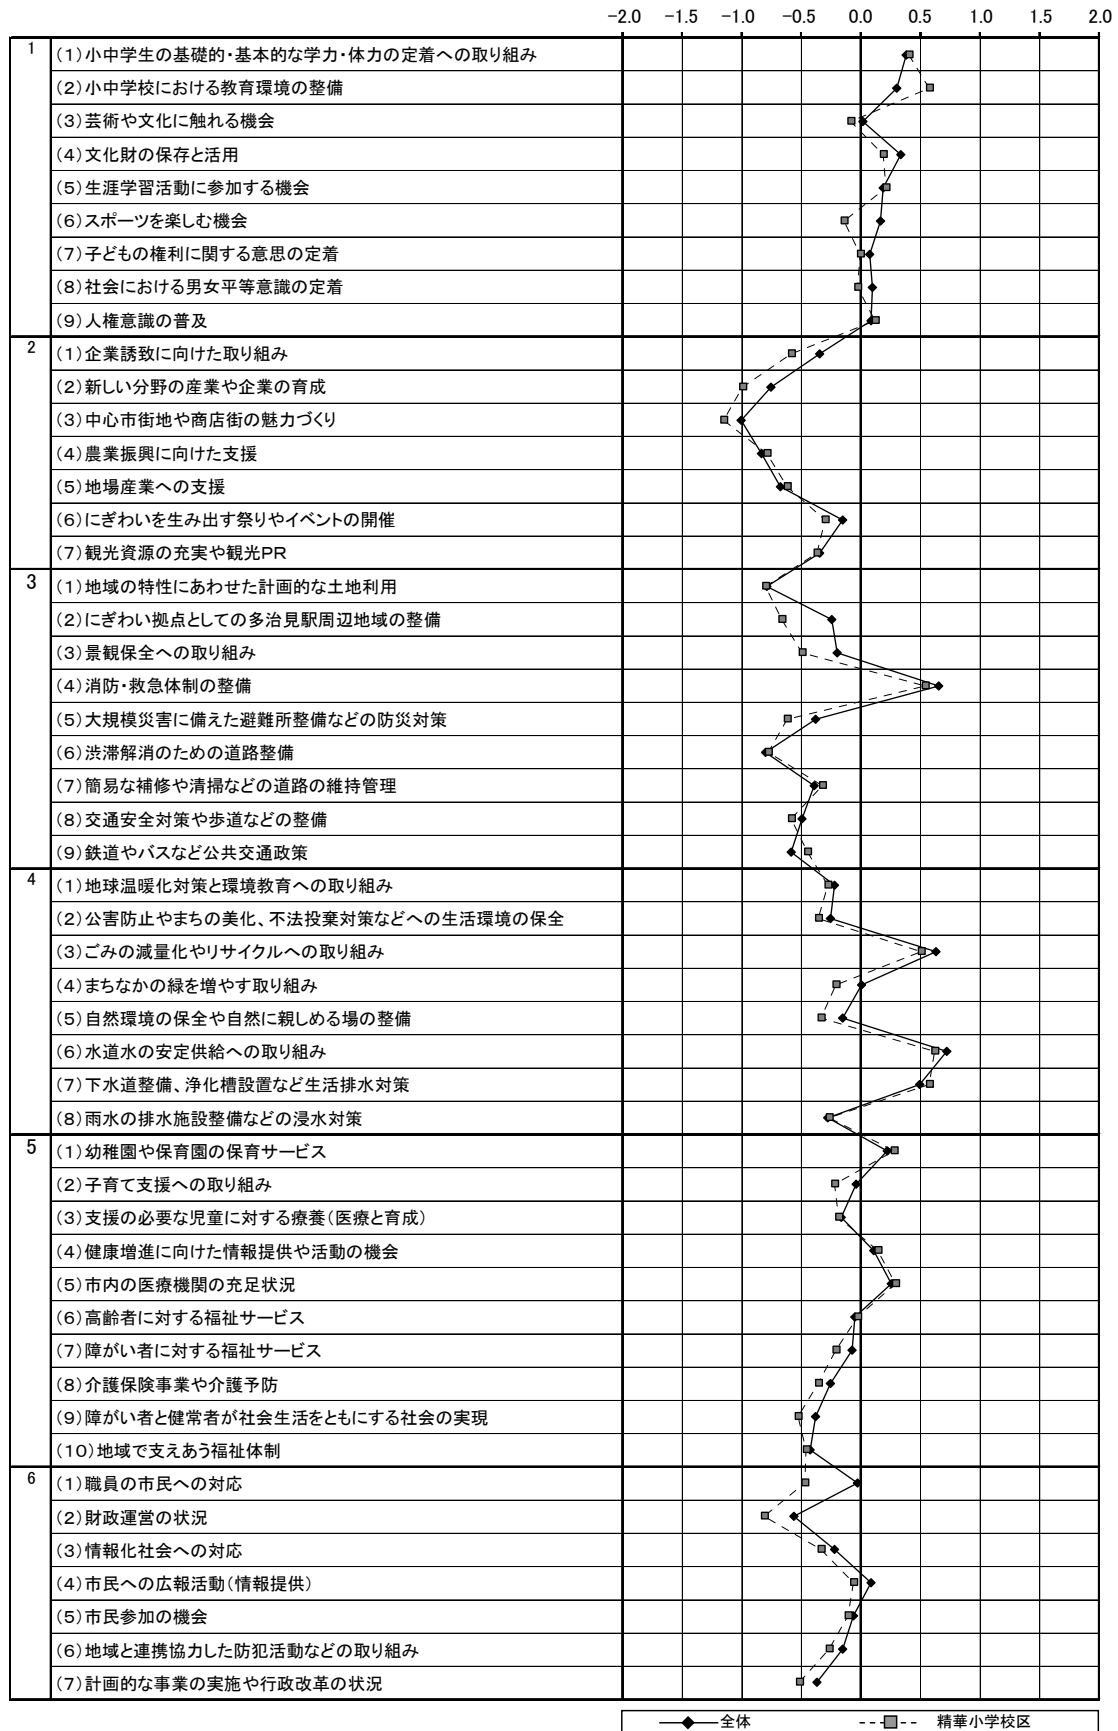 -2.0 -1.5 -1.0 -0.5 0.0 0.5 1.0 1.5 2.0
1
(1)小中学生の基礎的・基本的な学力・体力の定着への取り組み
(2)小中学校における教育環境の整備
(3)芸術や文化に触れる機会
(4)文化財の保存と活用
(5)生涯学習活動に参加する機会
(6)スポーツを楽しむ機会
(7)子どもの権利に関する意思の定着
(8)社会における男女平等意識の定着
(9)人権意識の普及
2
(1)企業誘致に向けた取り組み
(2)新しい分野の産業や企業の育成
(3)中心市街地や商店街の魅力づくり
(4)農業振興に向けた支援
(5)地場産業への支援
(6)にぎわいを生み出す祭りやイベントの開催
(7)観光資源の充実や観光PR
3
(1)地域の特性にあわせた計画的な土地利用
(2)にぎわい拠点としての多治見駅周辺地域の整備
(3)景観保全への取り組み
(4)消防・救急体制の整備
(5)大規模災害に備えた避難所整備などの防災対策
(6)渋滞解消のための道路整備
(7)簡易な補修や清掃などの道路の維持管理
(8)交通安全対策や歩道などの整備
(9)鉄道やバスなど公共交通政策
4
(1)地球温暖化対策と環境教育への取り組み
(2)公害防止やまちの美化、不法投棄対策などへの生活環境の保全
(3)ごみの減量化やリサイクルへの取り組み
(4)まちなかの緑を増やす取り組み
(5)自然環境の保全や自然に親しめる場の整備
(6)水道水の安定供給への取り組み
(7)下水道整備、浄化槽設置など生活排水対策
(8)雨水の排水施設整備などの浸水対策
5
(1)幼稚園や保育園の保育サービス
(2)子育て支援への取り組み
(3)支援の必要な児童に対する療養(医療と育成)
(4)健康増進に向けた情報提供や活動の機会
(5)市内の医療機関の充足状況
(6)高齢者に対する福祉サービス
(7)障がい者に対する福祉サービス
(8)介護保険事業や介護予防
(9)障がい者と健常者が社会生活をともにする社会の実現
(10)地域で支えあう福祉体制
6
(1)職員の市民への対応
(2)財政運営の状況
(3)情報化社会への対応
(4)市民への広報活動(情報提供)
(5)市民参加の機会
(6)地域と連携協力した防犯活動などの取り組み
(7)計画的な事業の実施や行政改革の状況
全体 精華小学校区